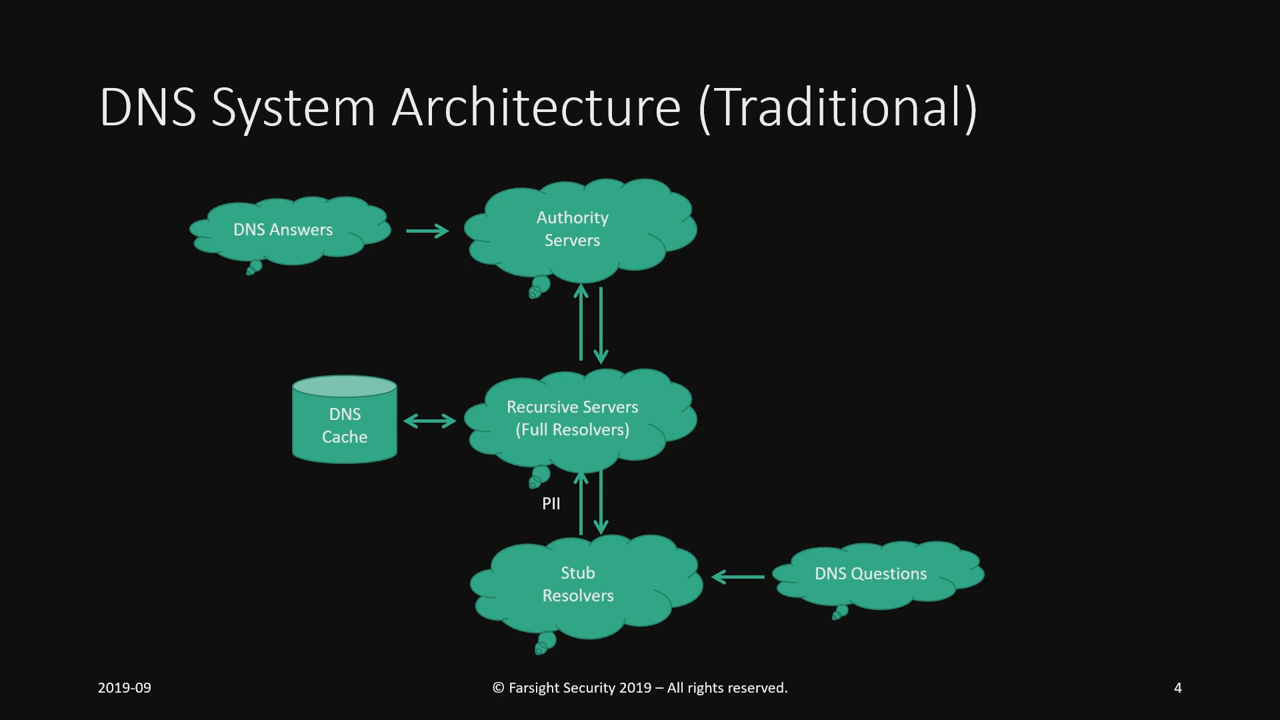 DNS System Architecture (Traditional)
DNS Answers
Authority
Servers
DNS
Cache
Recursive Servers
(Full Resolvers)
PII
Stub
Resolvers
DNS Questions
2019-09
© Farsight Security 2019 – All rights reserved.
4